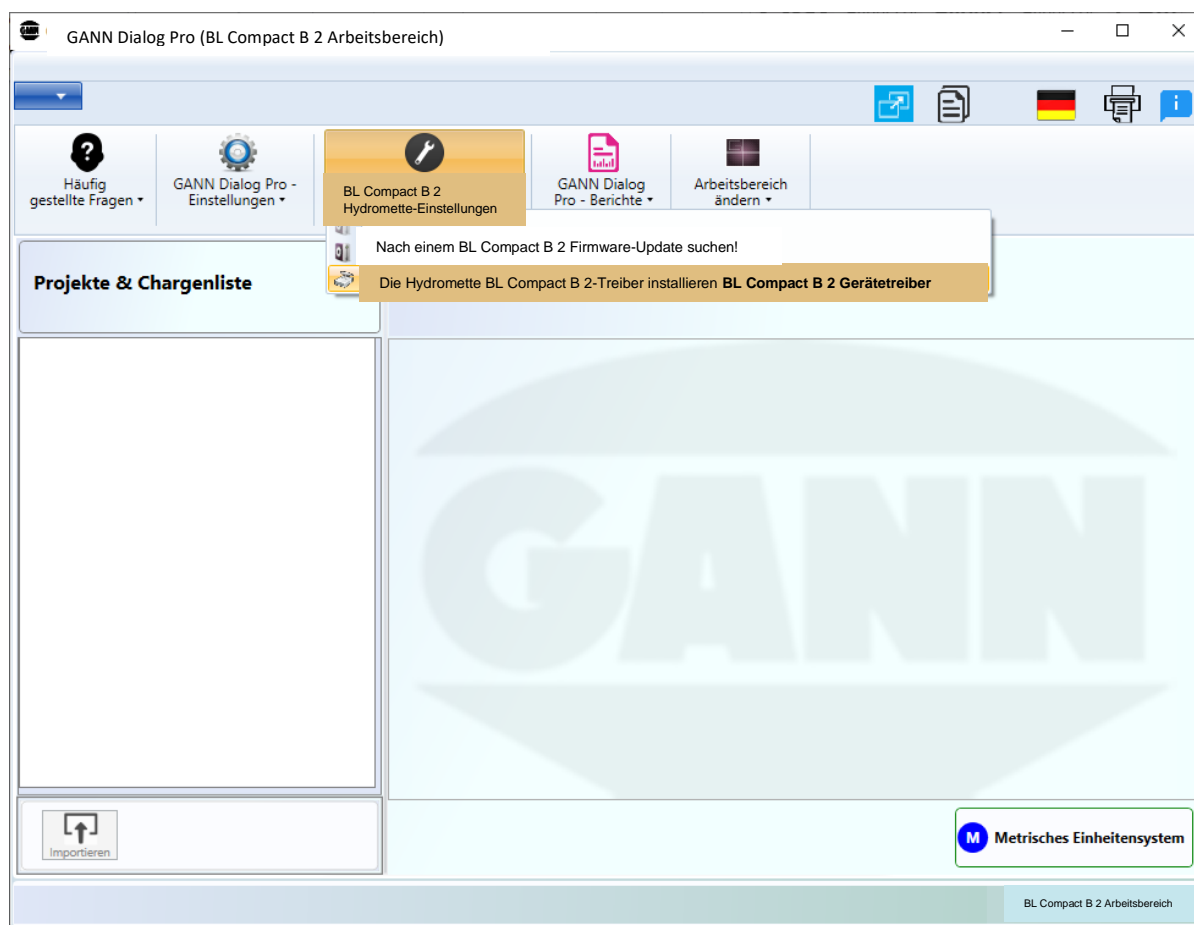 GANN Dialog Pro (BL Compact B 2 Arbeitsbereich)
Häufig
gestellte Fragen
GANN Dialog Pro -
Einstellungen
BL Compact B 2
Hydromette-Einstellungen
GANN Dialog
Pro - Berichte
Arbeitsbereich
ändern
Nach einem BL Compact B 2 Firmware-Update suchen!
Die Hydromette BL Compact B 2-Treiber installieren BL Compact B 2 Gerätetreiber
Projekte & Chargenliste
GANN
Importieren
M Metrisches Einheitensystem
BL Compact B 2 Arbeitsbereich